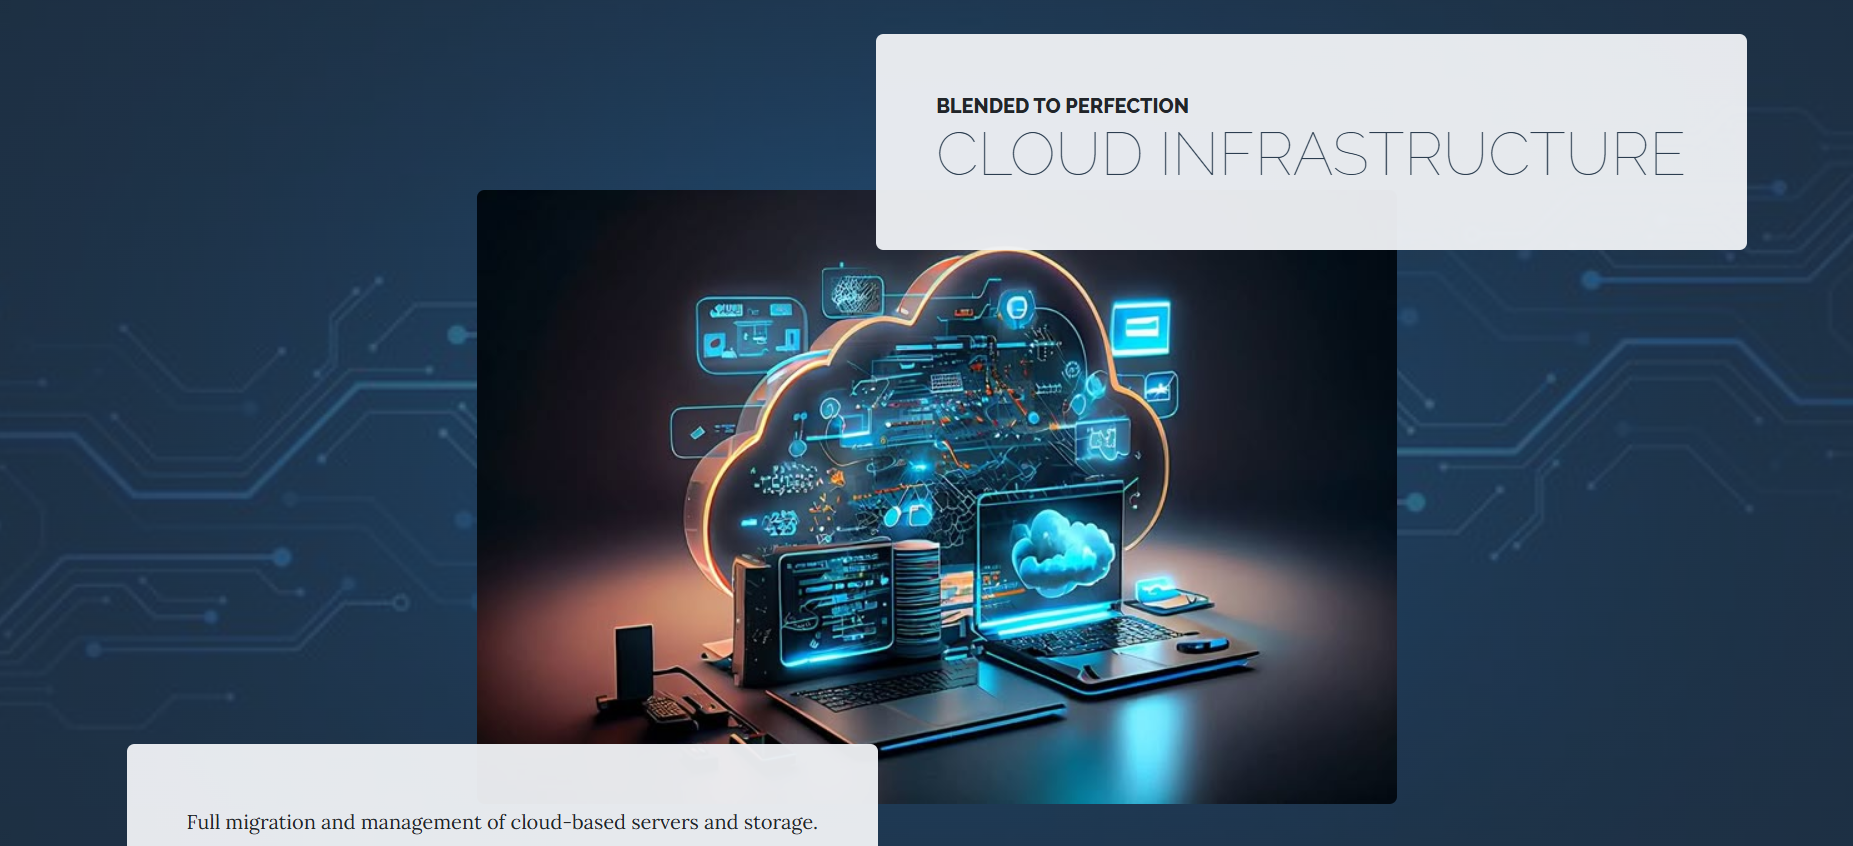 BLENDED TO PERFECTION
CLOUD INFRASTRUCTURE
Full migration and management of cloud-based servers and storage.